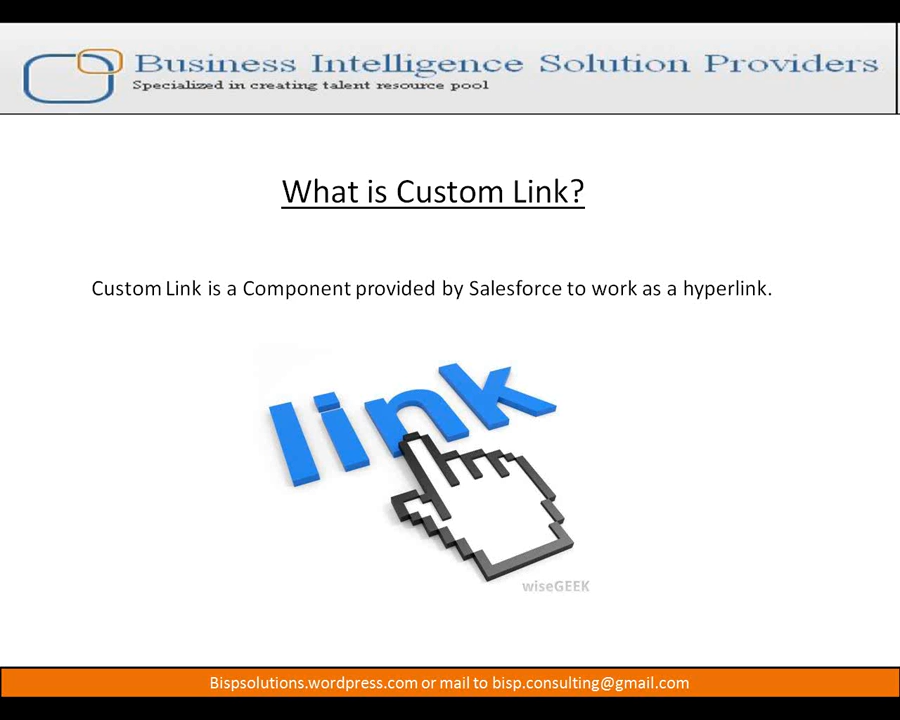 Business Intelligence Solution Providers
Specialized in creating talent resource pool
What is Custom Link?
Custom Link is a Component provided by Salesforce to work as a hyperlink.
link
wiseGEEK
Bispsolutions.wordpress.com or mail to bisp.consulting@gmail.com